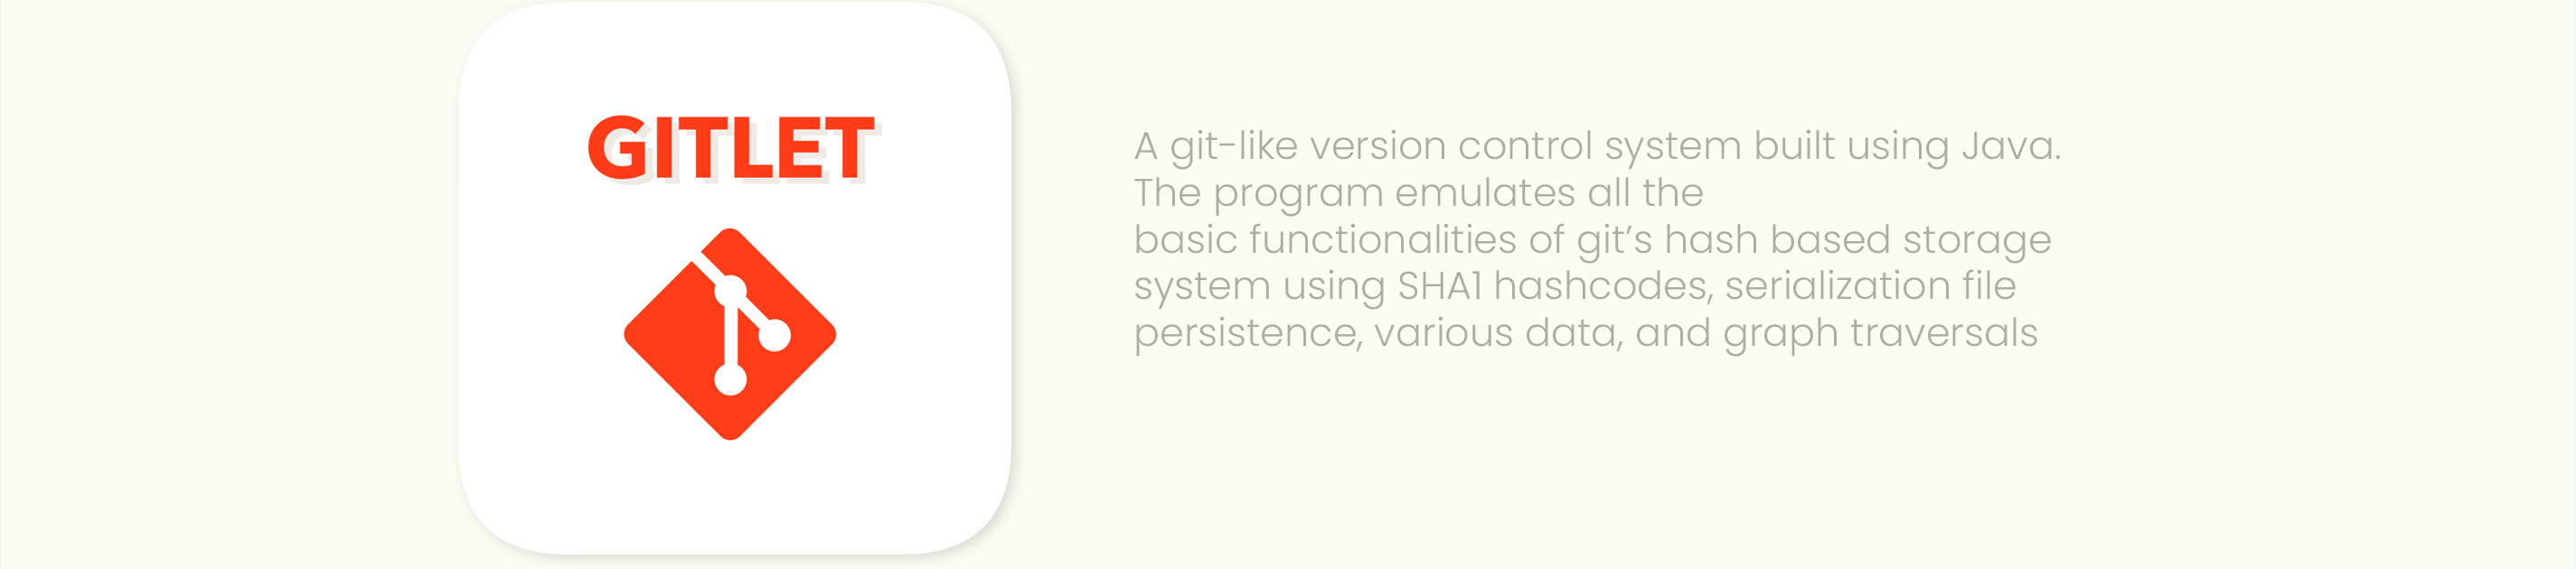 GITLET
A git-like version control system built using Java.
The program emulates all the
basic functionalities of git’s hash based storage
system using SHA1 hashcodes, serialization file
persistence, various data, and graph traversals